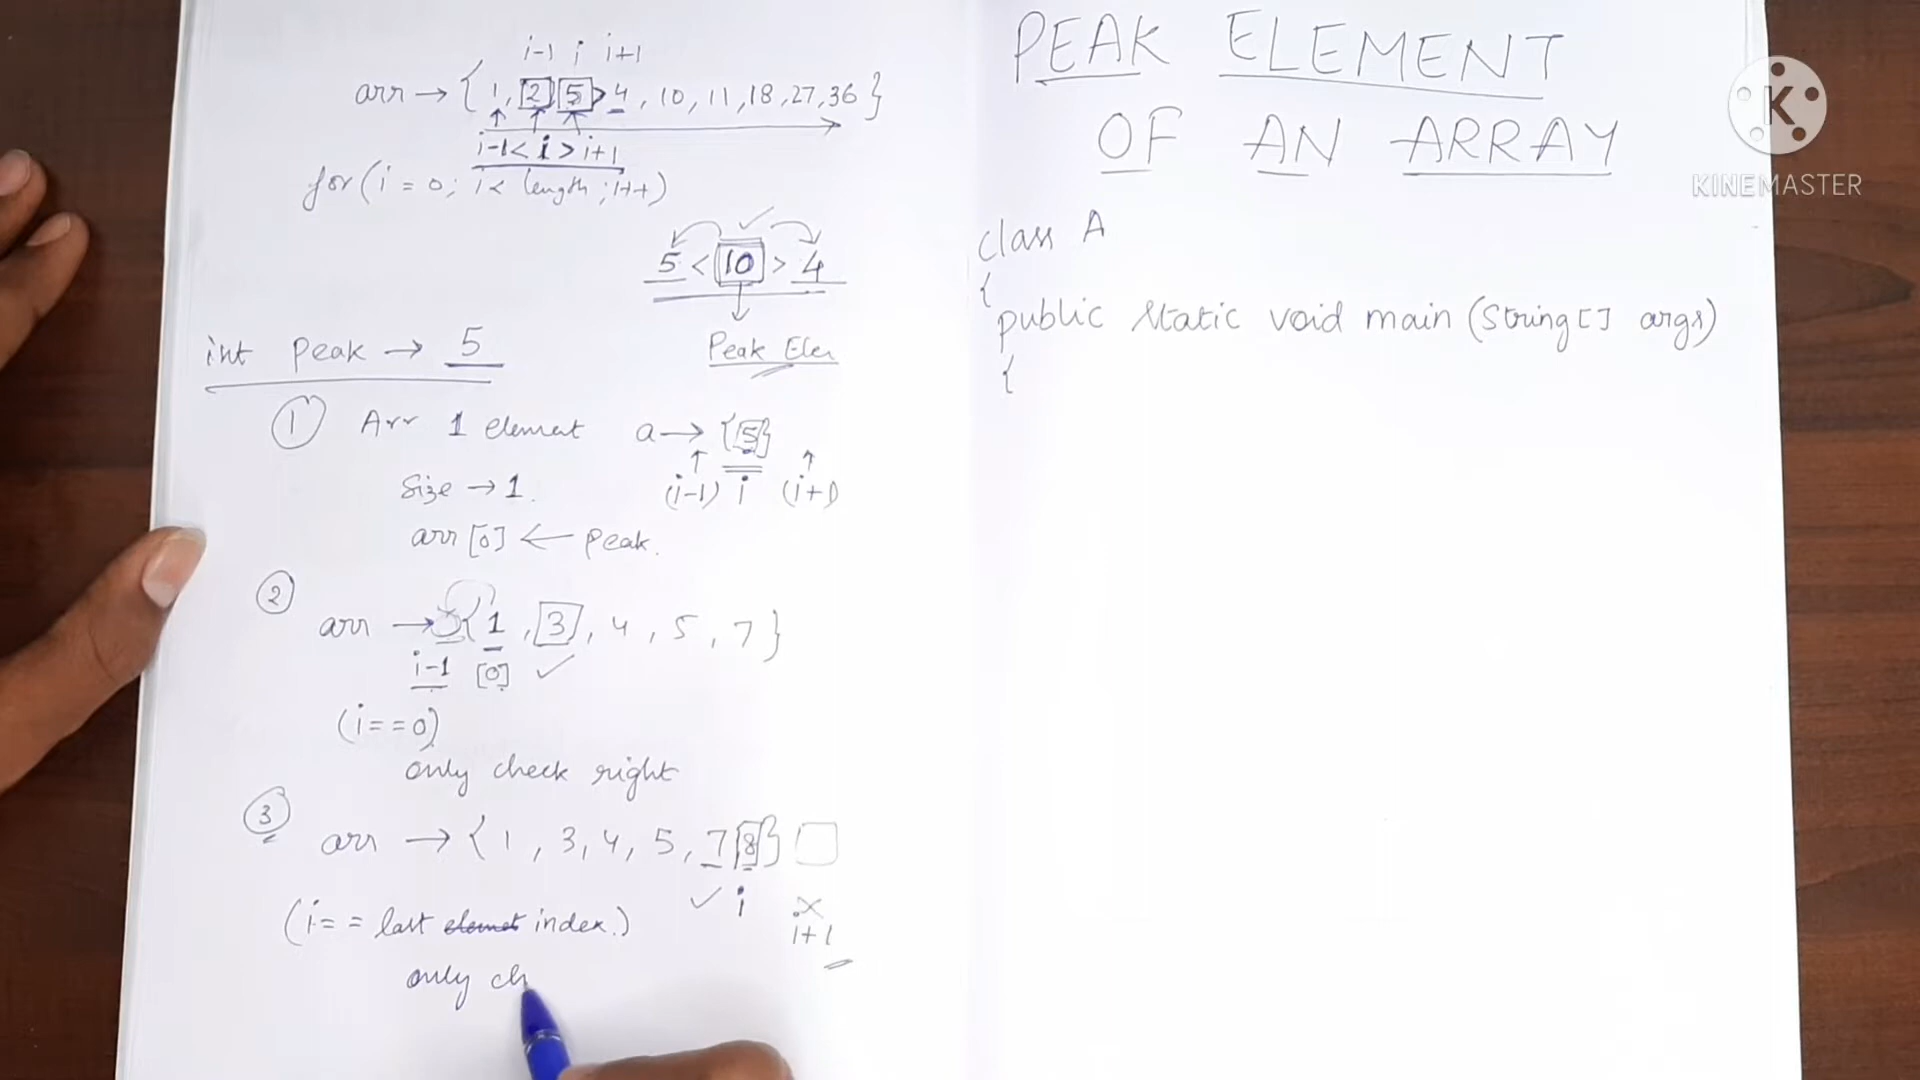 i-1 i i+1
arr → { 1, 2 5 > 4, 10, 11, 18, 27, 36 }
i-1 < i > i+1
for (i = 0; i < length; i++)
5 < 10 > 4
Peak Ele
int peak → 5
1 Arr 1 element a → {5}
(i-1) i (i+1)
Size → 1.
arr [0] ← peak.
2
arr → { 1, 3, 4, 5, 7 }
i-1 [0] ✓
(i == 0)
only check right
3
arr → { 1, 3, 4, 5, 7 8 }
✓ i ×
(i == last element index.) i+1
only ch
PEAK ELEMENT
OF AN ARRAY
class A
{
public static void main (String[] args)
{
K
KINEMASTER